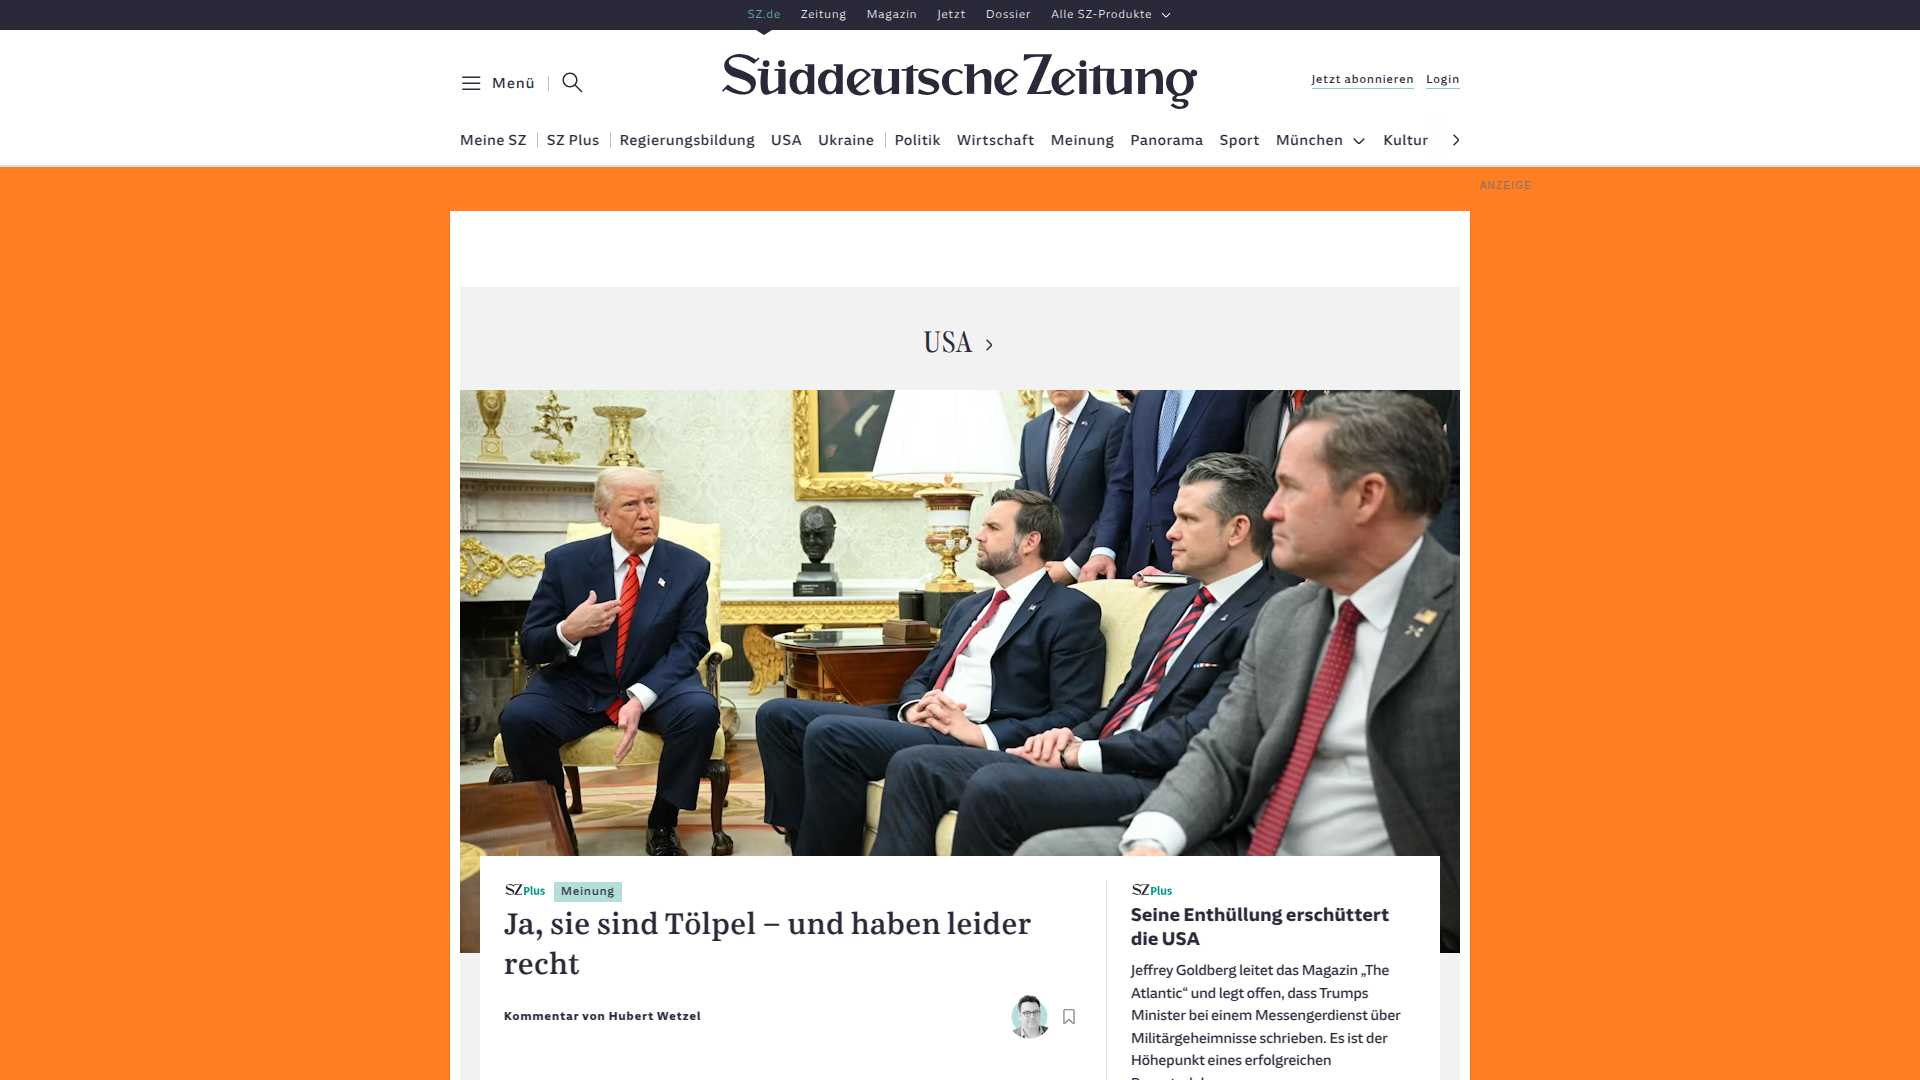 SZ.de Zeitung Magazin Jetzt Dossier Alle SZ-Produkte
Menü
Süddeutsche Zeitung
Jetzt abonnieren Login
Meine SZ SZ Plus Regierungsbildung USA Ukraine Politik Wirtschaft Meinung Panorama Sport München Kultur
ANZEIGE
USA
SZ Plus Meinung
Ja, sie sind Tölpel – und haben leider
recht
Kommentar von Hubert Wetzel
SZ Plus
Seine Enthüllung erschüttert
die USA
Jeffrey Goldberg leitet das Magazin „The
Atlantic“ und legt offen, dass Trumps
Minister bei einem Messengerdienst über
Militärgeheimnisse schrieben. Es ist der
Höhepunkt eines erfolgreichen